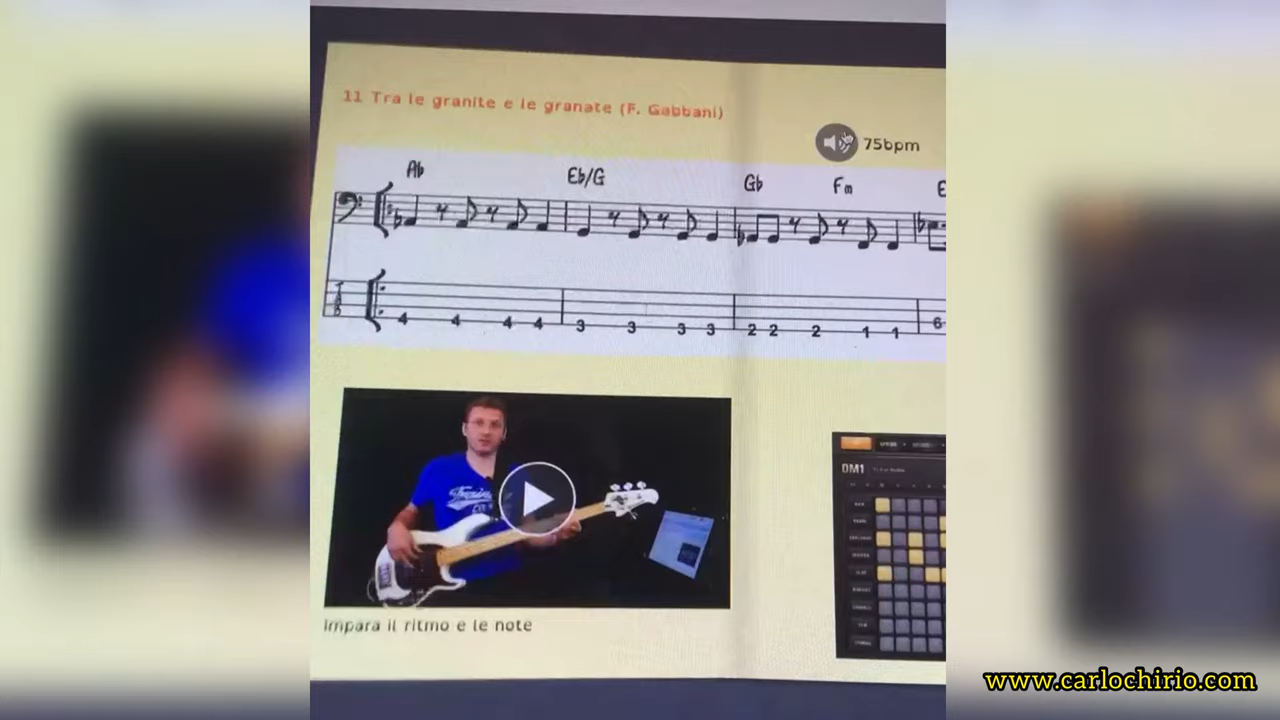 11 Tra le granite e le granate (F. Gabbani)
75bpm
Ab Eb/G Gb Fm E
T
A
B
4 4 4 4 3 3 3 3 2 2 2 1 1 6
Impara il ritmo e le note
DM1
www.carlochirio.com